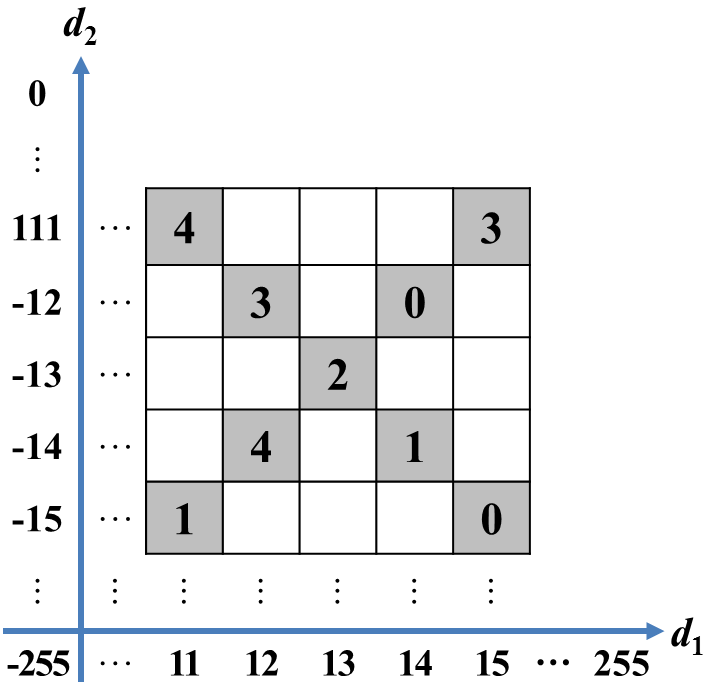 d2
0
⋮
111 ⋯ 4 3
-12 ⋯ 3 0
-13 ⋯ 2
-14 ⋯ 4 1
-15 ⋯ 1 0
⋮ ⋮ ⋮ ⋮ ⋮ ⋮ ⋮
d1
-255 ⋯ 11 12 13 14 15 ⋯ 255